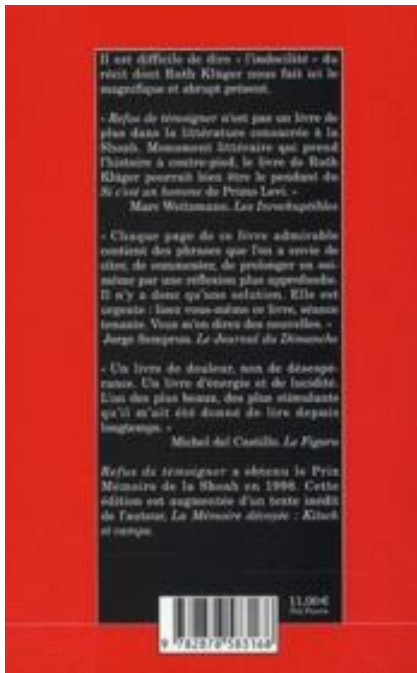 Il est difficile de dire « l'indocilité » du
récit dont Ruth Klüger nous fait ici le
magnifique et abrupt présent.
« Refus de témoigner n'est pas un livre de
plus dans la littérature consacrée à la
Shoah. Monument littéraire qui prend
l'histoire à contre-pied, le livre de Ruth
Klüger pourrait bien être le pendant du
Si c'est un homme de Primo Levi. »
Marc Weitzmann, Les Inrockuptibles
« Chaque page de ce livre admirable
contient des phrases que l'on a envie de
citer, de commenter, de prolonger en soi-
même par une réflexion plus approfondie.
Il n'y a donc qu'une solution. Elle est
urgente : lisez vous-même ce livre, séance
tenante. Vous m'en direz des nouvelles. »
Jorge Semprun, Le Journal du Dimanche
« Un livre de douleur, non de désespé-
rance. Un livre d'énergie et de lucidité.
L'un des plus beaux, des plus stimulants
qu'il m'ait été donné de lire depuis
longtemps. »
Michel del Castillo, Le Figaro
Refus de témoigner a obtenu le Prix
Mémoire de la Shoah en 1998. Cette
édition est augmentée d'un texte inédit
de l'auteur, La Mémoire dévoyée : Kitsch
et camps.
11,00 €
9 782878 583168